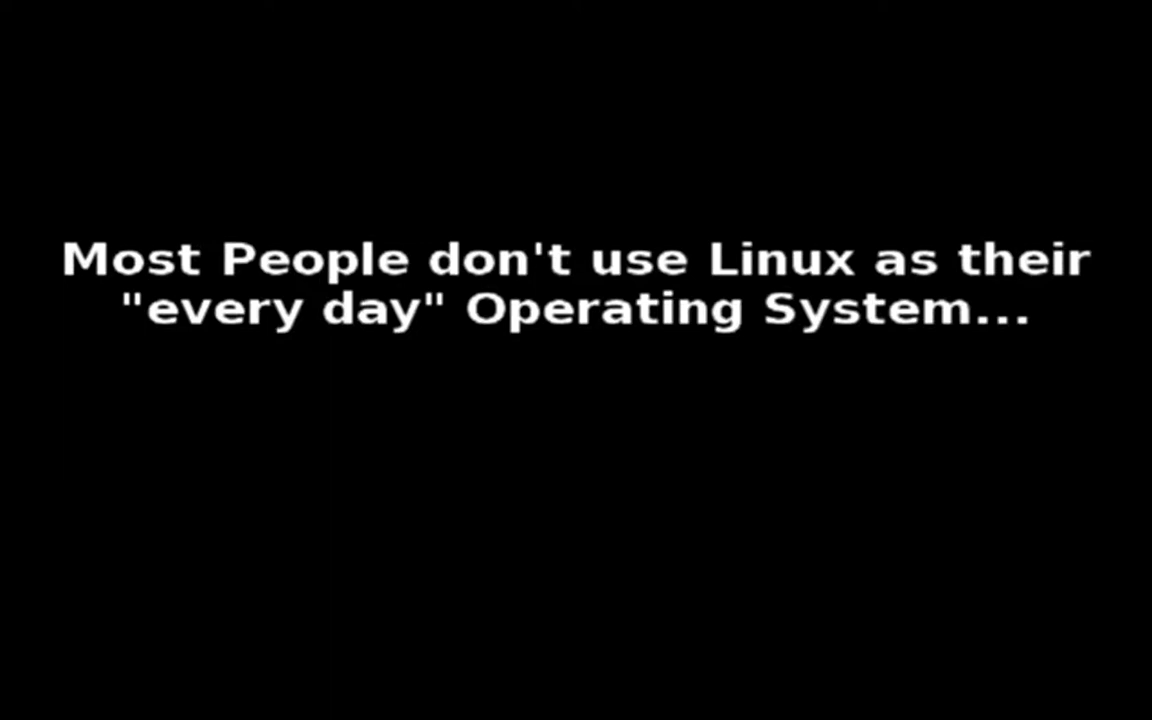 Most People don't use Linux as their
"every day" Operating System...